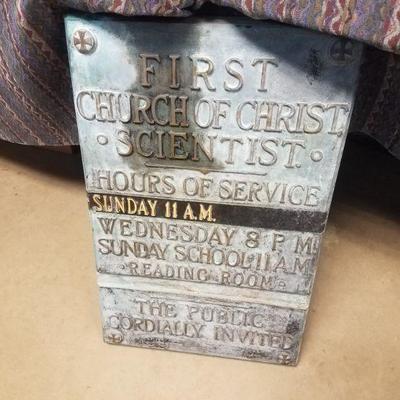 FIRST
CHURCH OF CHRIST,
· SCIENTIST ·
HOURS OF SERVICE
SUNDAY 11 A.M.
WEDNESDAY 8 P M
SUNDAY SCHOOL 11 A M
· READING ROOM ·
THE PUBLIC
CORDIALLY INVITED